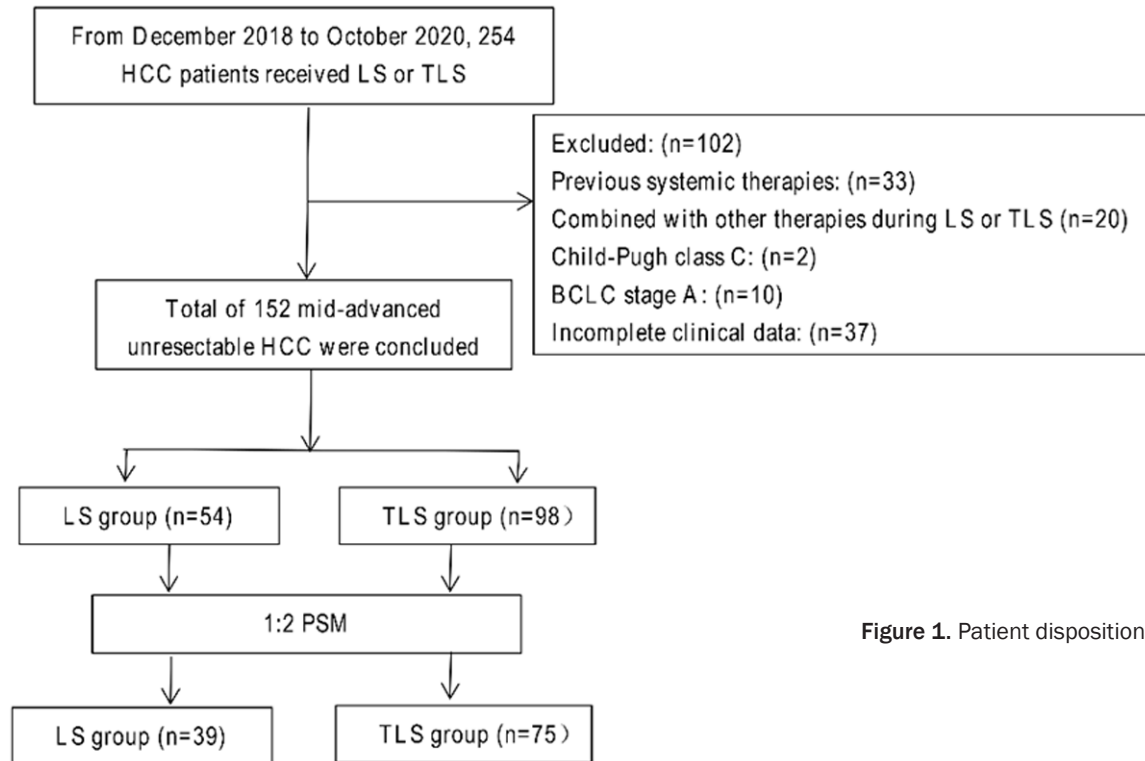 From December 2018 to October 2020, 254
HCC patients received LS or TLS
Excluded: (n=102)
Previous systemic therapies: (n=33)
Combined with other therapies during LS or TLS (n=20)
Child-Pugh class C: (n=2)
BCLC stage A: (n=10)
Incomplete clinical data: (n=37)
Total of 152 mid-advanced
unresectable HCC were concluded
LS group (n=54)
TLS group (n=98）
1:2 PSM
Figure 1. Patient disposition
LS group (n=39)
TLS group (n=75）